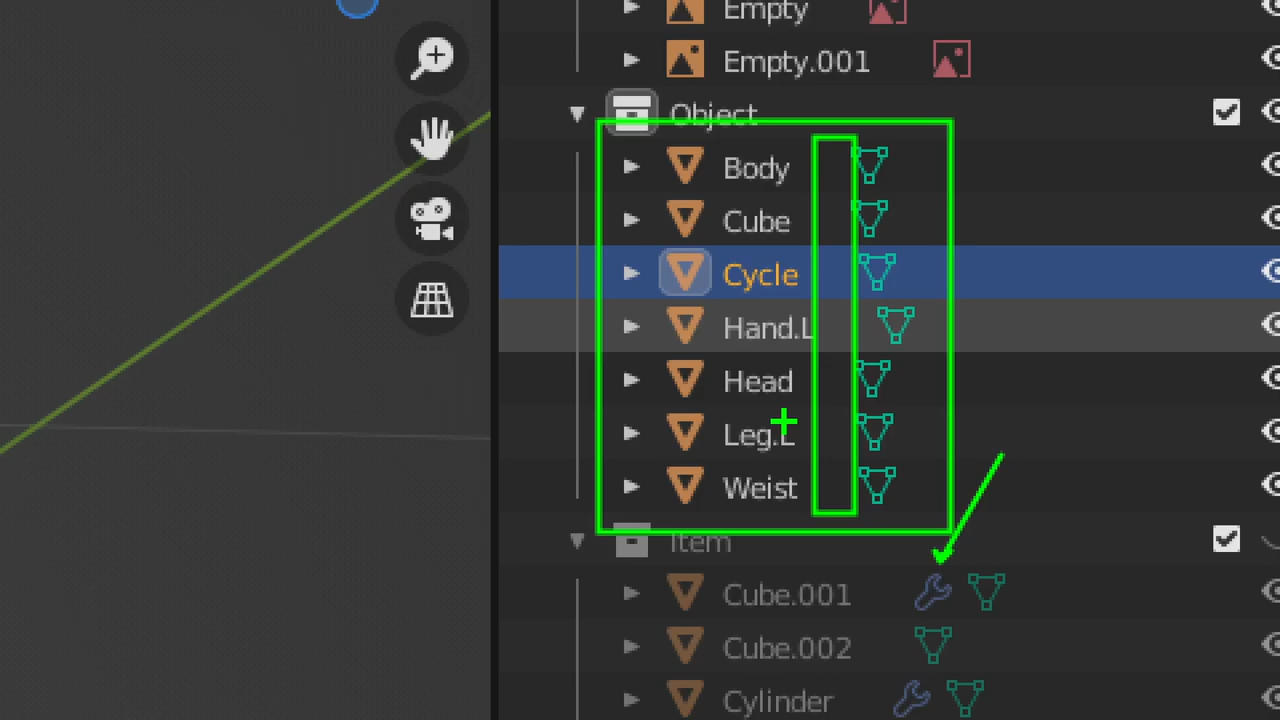 Empty
Empty.001
Object
Body
Cube
Cycle
Hand.L
Head
Leg.L
Weist
Item
Cube.001
Cube.002
Cylinder